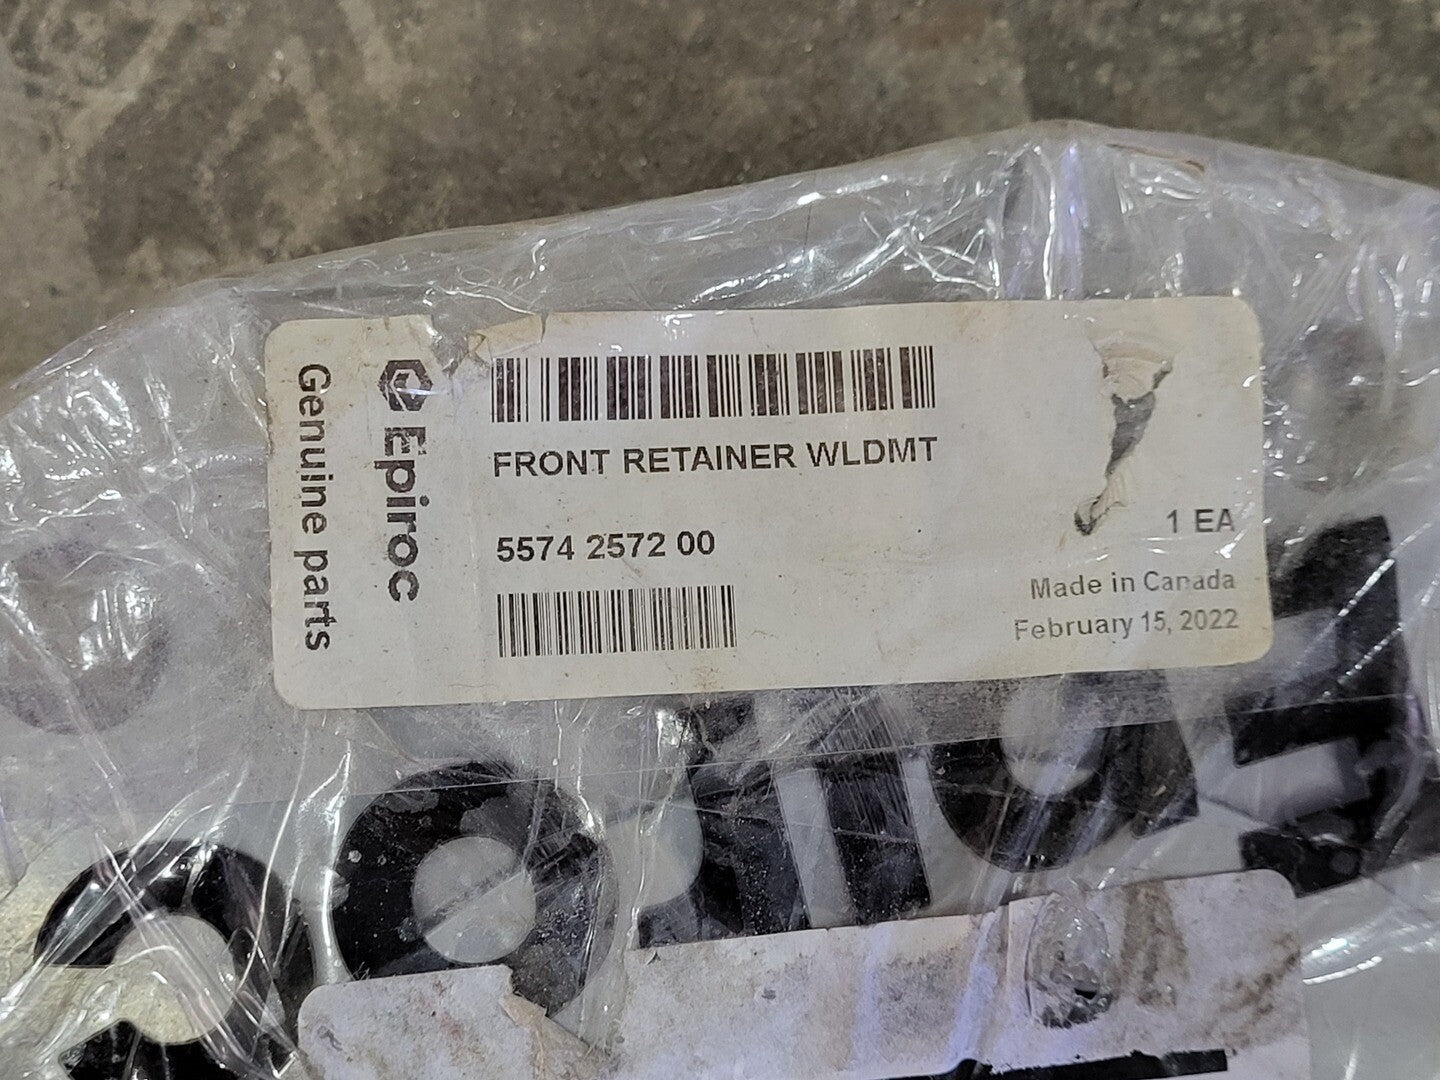 Genuine parts
Epiroc
FRONT RETAINER WLDMT
5574 2572 00
1 EA
Made in Canada
February 15, 2022